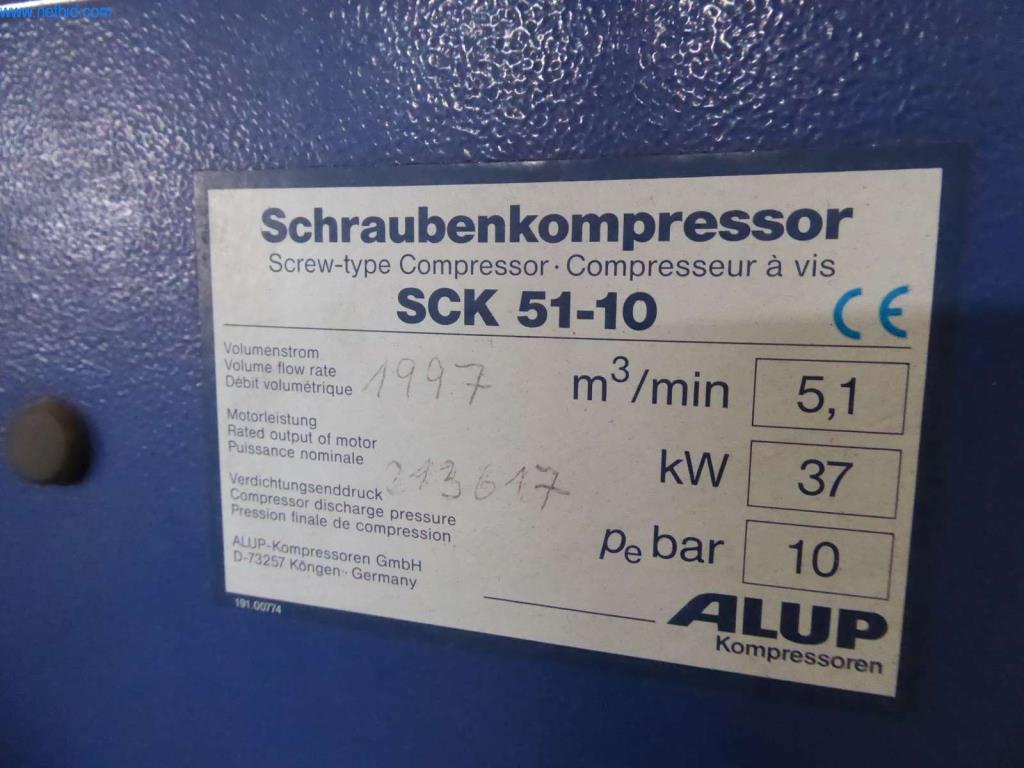 www.netbid.com
Schraubenkompressor
Screw-type Compressor · Compresseur à vis
SCK 51-10
CE
Volumenstrom
Volume flow rate
Débit volumétrique
1997
m³/min 5,1
Motorleistung
Rated output of motor
Puissance nominale
kW 37
Verdichtungsenddruck
Compressor discharge pressure
Pression finale de compression
pe bar 10
ALUP-Kompressoren GmbH
D-73257 Köngen · Germany
191.00774
ALUP
Kompressoren